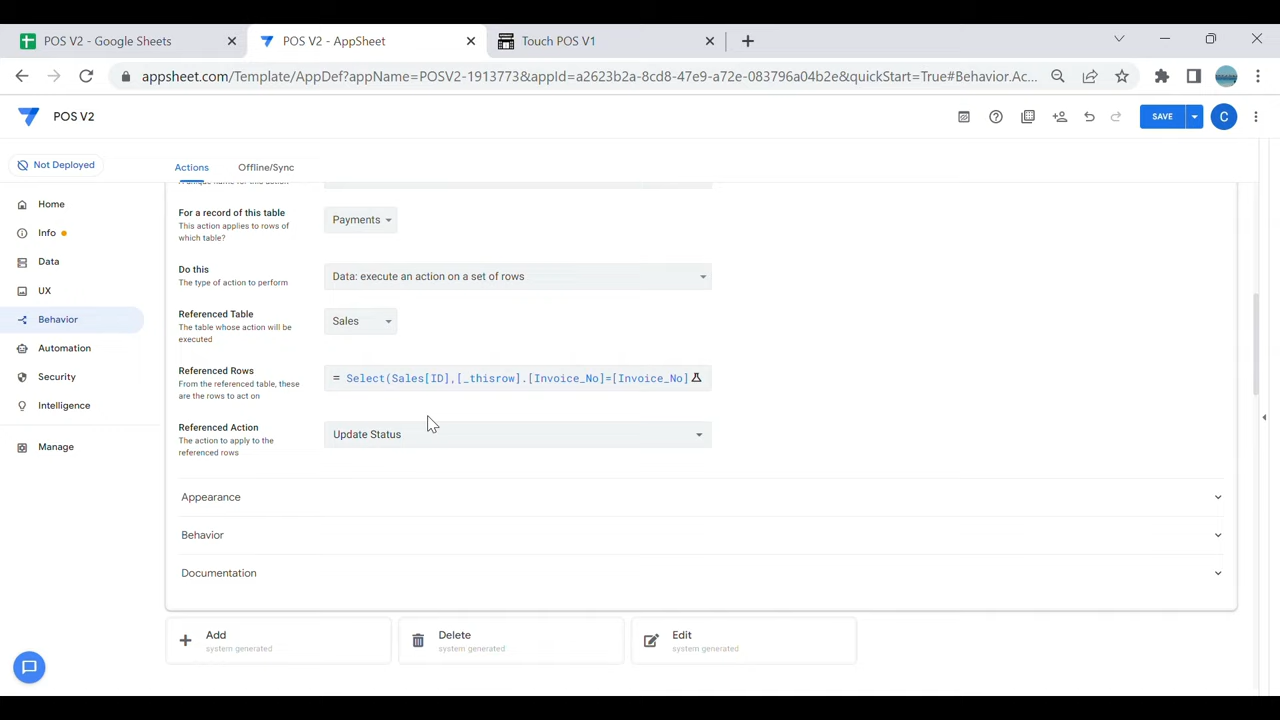 POS V2 - Google Sheets
POS V2 - AppSheet
Touch POS V1
appsheet.com/Template/AppDef?appName=POSV2-1913773&appId=a2623b2a-8cd8-47e9-a72e-083796a04b2e&quickStart=True#Behavior.Ac...
POS V2
SAVE
C
Not Deployed
Actions
Offline/Sync
Home
Info
Data
UX
Behavior
Automation
Security
Intelligence
Manage
For a record of this table
This action applies to rows of
which table?
Payments
Do this
The type of action to perform
Data: execute an action on a set of rows
Referenced Table
The table whose action will be
executed
Sales
Referenced Rows
From the referenced table, these
are the rows to act on
= Select(Sales[ID],[_thisrow].[Invoice_No]=[Invoice_No]
Referenced Action
The action to apply to the
referenced rows
Update Status
Appearance
Behavior
Documentation
Add
system generated
Delete
system generated
Edit
system generated